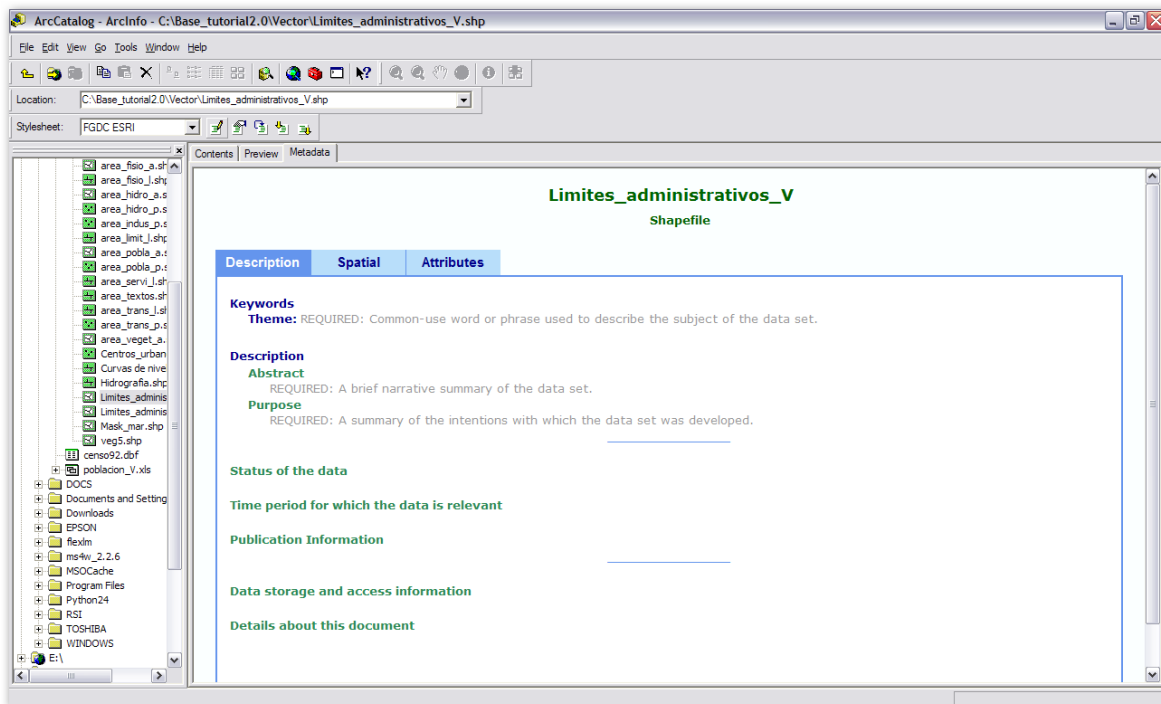 ArcCatalog - ArcInfo - C:\Base_tutorial2.0\Vector\Limites_administrativos_V.shp
File Edit View Go Tools Window Help
Location: C:\Base_tutorial2.0\Vector\Limites_administrativos_V.shp
Stylesheet: FGDC ESRI
Contents Preview Metadata
area_fisio_a.sh
area_fisio_l.shp
area_hidro_a.s
area_hidro_p.s
area_indus_p.s
area_limit_l.shp
area_pobla_a.s
area_pobla_p.s
area_servi_l.sh
area_textos.sh
area_trans_l.sh
area_trans_p.s
area_veget_a.
Centros_urban
Curvas de nive
Hidrografia.shp
Limites_adminis
Limites_adminis
Mask_mar.shp
veg5.shp
censo92.dbf
poblacion_V.xls
DOCS
Documents and Setting
Downloads
EPSON
flexlm
ms4w_2.2.6
MSOCache
Program Files
Python24
RSI
TOSHIBA
WINDOWS
E:\
Limites_administrativos_V
Shapefile
Description Spatial Attributes
Keywords
Theme: REQUIRED: Common-use word or phrase used to describe the subject of the data set.
Description
Abstract
REQUIRED: A brief narrative summary of the data set.
Purpose
REQUIRED: A summary of the intentions with which the data set was developed.
Status of the data
Time period for which the data is relevant
Publication Information
Data storage and access information
Details about this document